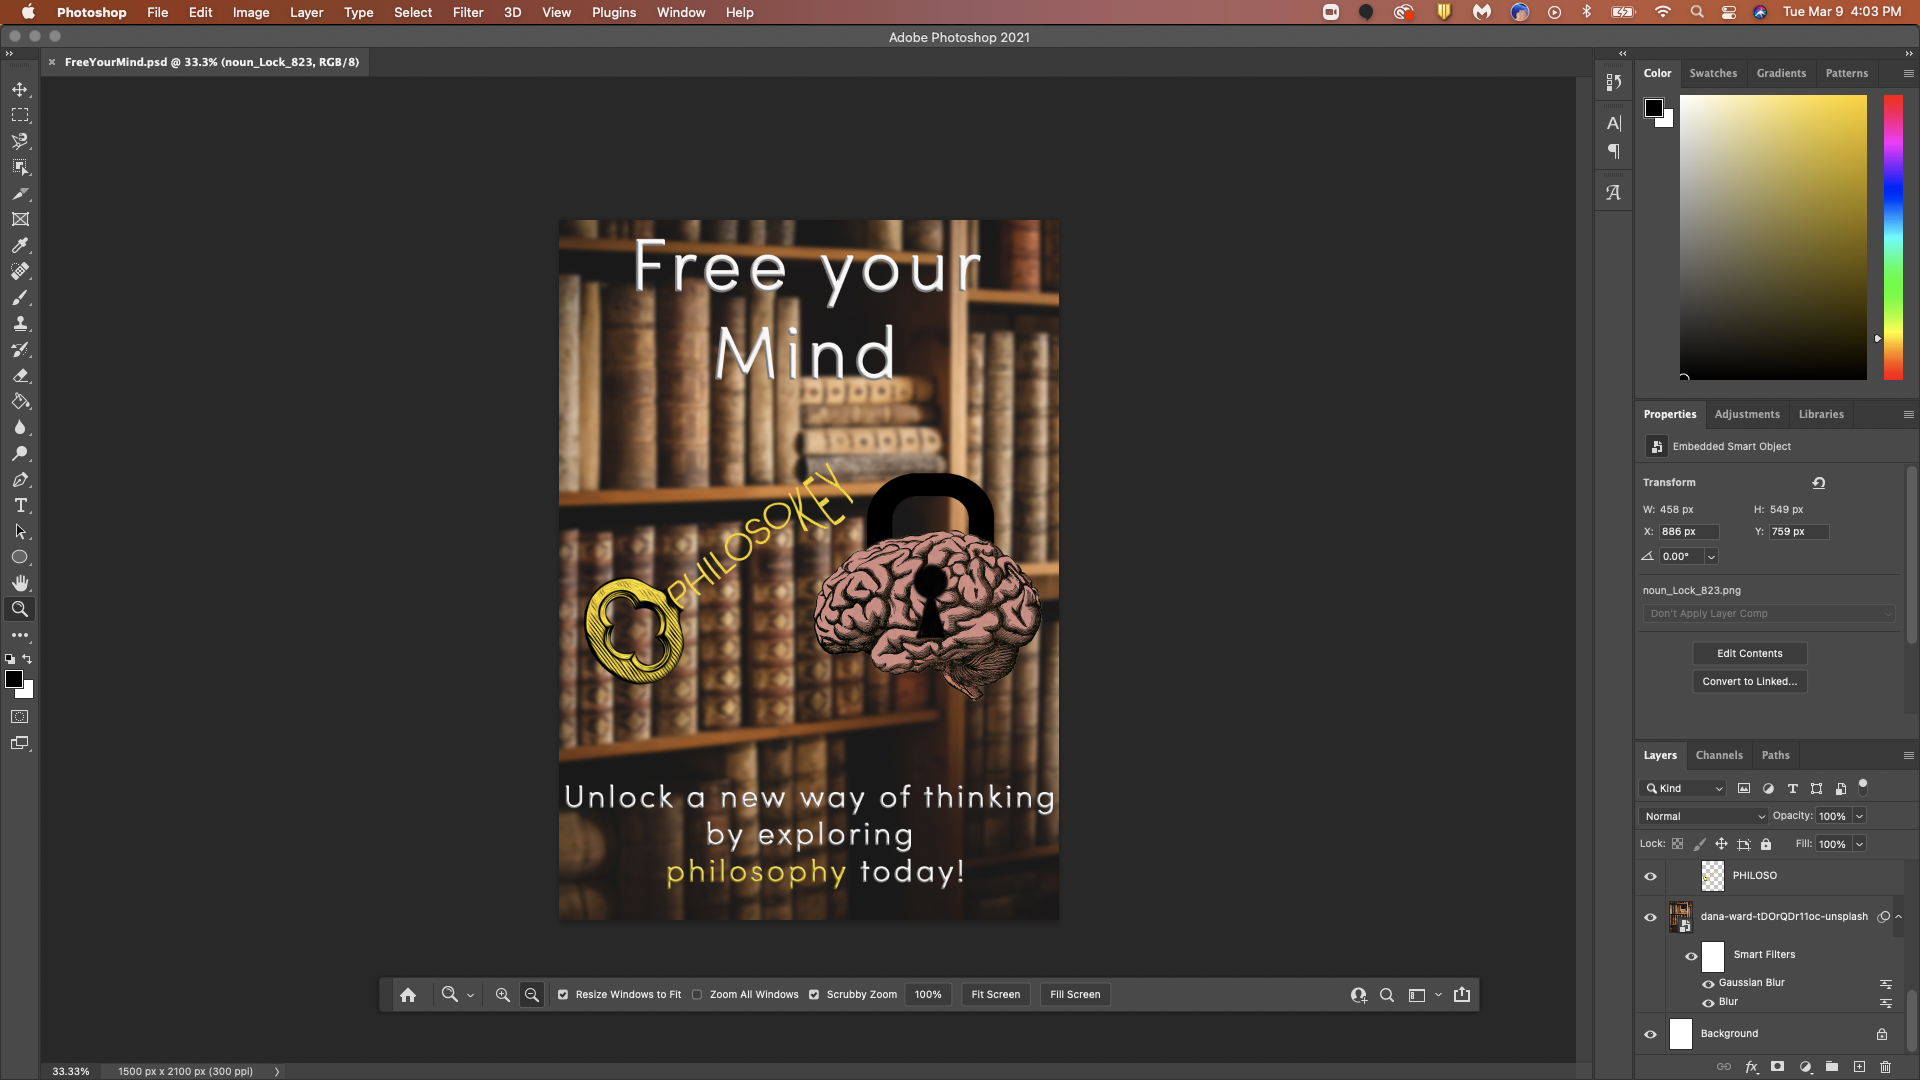 Photoshop File Edit Image Layer Type Select Filter 3D View Plugins Window Help Tue Mar 9 4:03 PM
Adobe Photoshop 2021
FreeYourMind.psd @ 33.3% (noun_Lock_823, RGB/8)
Color Swatches Gradients Patterns
Free your
Mind
PHILOSOKEY
Unlock a new way of thinking
by exploring
philosophy today!
Properties Adjustments Libraries
Embedded Smart Object
Transform
W: 458 px H: 549 px
X: 886 px Y: 759 px
0.00°
noun_Lock_823.png
Don't Apply Layer Comp
Edit Contents
Convert to Linked...
Layers Channels Paths
Kind
Normal Opacity: 100%
Lock: Fill: 100%
PHILOSO
dana-ward-tDOrQDr11oc-unsplash
Smart Filters
Gaussian Blur
Blur
Background
Resize Windows to Fit Zoom All Windows Scrubby Zoom 100% Fit Screen Fill Screen
33.33% 1500 px x 2100 px (300 ppi)